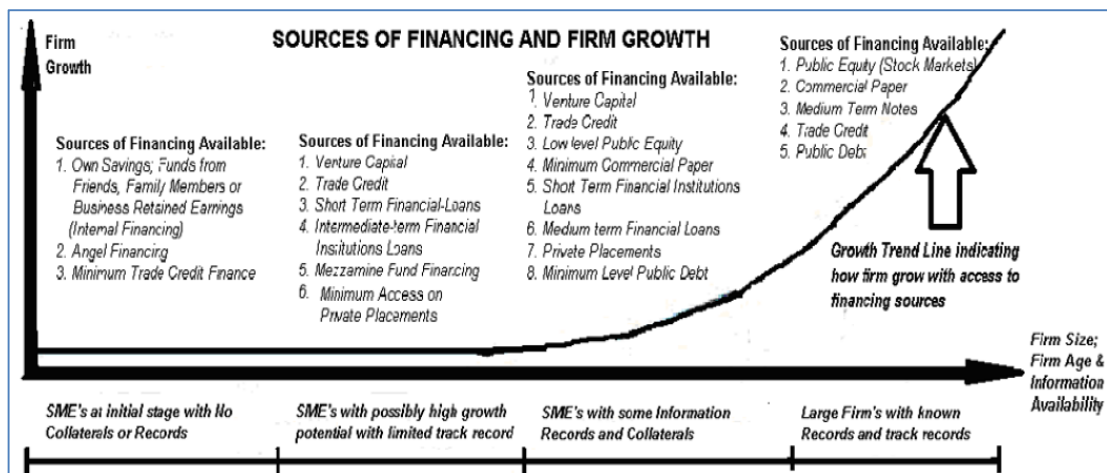 Firm
Growth
SOURCES OF FINANCING AND FIRM GROWTH
Sources of Financing Available:
1. Own Savings; Funds from
Friends, Family Members or
Business Retained Earnings
(Internal Financing)
2. Angel Financing
3. Minimum Trade Credit Finance
Sources of Financing Available:
1. Venture Capital
2. Trade Credit
3. Short Term Financial-Loans
4. Intermediate-term Financial
Insitutions Loans
5. Mezzamine Fund Financing
6. Minimum Access on
Private Placements
Sources of Financing Available:
1. Venture Capital
2. Trade Credit
3. Low level Public Equity
4. Minimum Commercial Paper
5. Short Term Financial Institutions
Loans
6. Medium term Financial Loans
7. Private Placements
8. Minimum Level Public Debt
Sources of Financing Available:
1. Public Equity (Stock Markets)
2. Commercial Paper
3. Medium Term Notes
4. Trade Credit
5. Public Debt
Growth Trend Line indicating
how firm grow with access to
financing sources
Firm Size;
Firm Age &
Information
Availability
SME's at initial stage with No
Collaterals or Records
SME's with possibly high growth
potential with limited track record
SME's with some Information
Records and Collaterals
Large Firm's with known
Records and track records